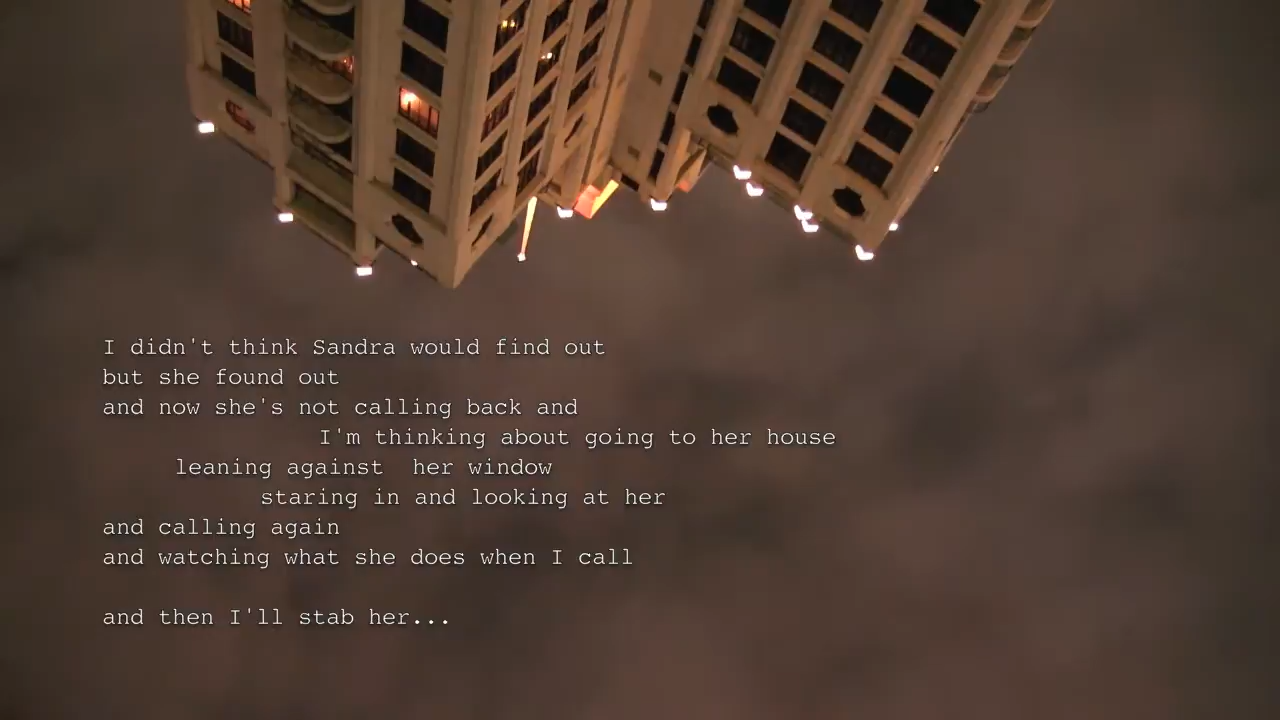 I didn't think Sandra would find out
but she found out
and now she's not calling back and
I'm thinking about going to her house
leaning against  her window
staring in and looking at her
and calling again
and watching what she does when I call
and then I'll stab her...